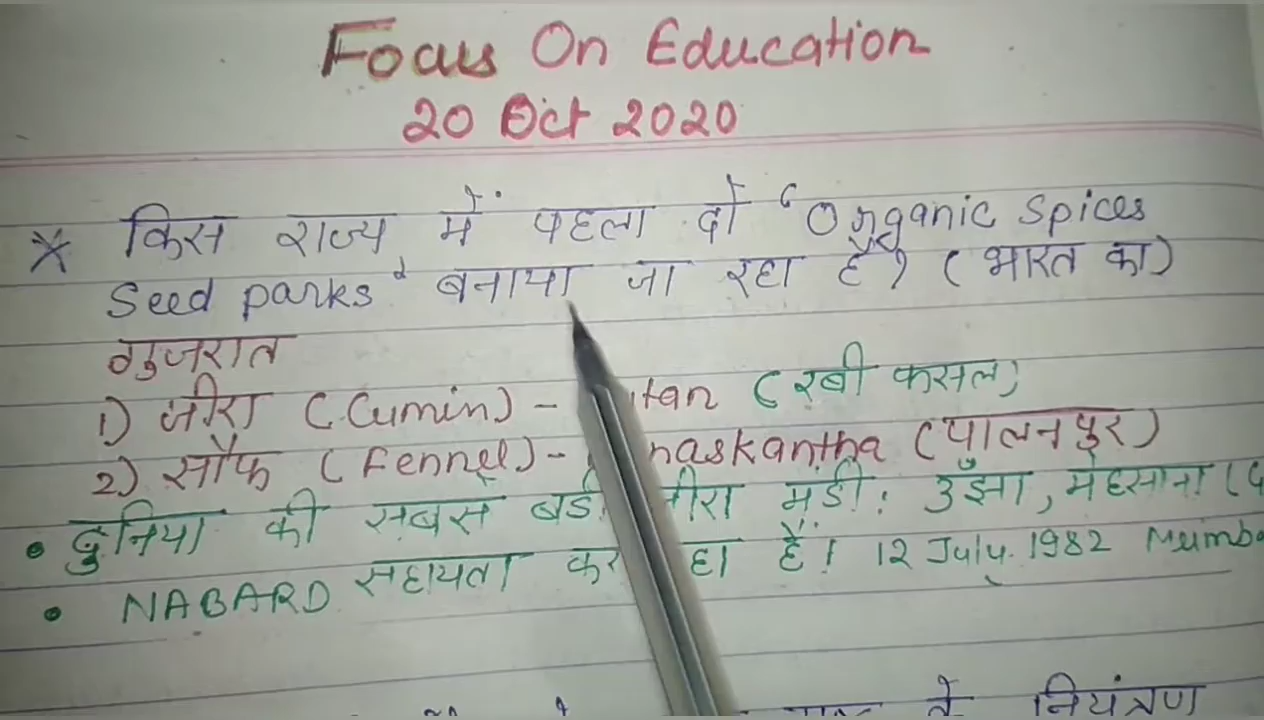 Focus On Education
20 Oct 2020
* किस राज्य में पहला दो 'Organic Spices
Seed parks' बनाया जा रहा है? (भारत का)
गुजरात
1) जीरा (Cumin) - tan (रबी फसल)
2) सौंफ (Fennel) - naskantha (पालनपुर)
• दुनिया की सबसे बडी जीरा मंडी: उँझा, मेहसाना (
• NABARD सहायता कर हा है। 12 July 1982 Mumba
के नियंत्रण